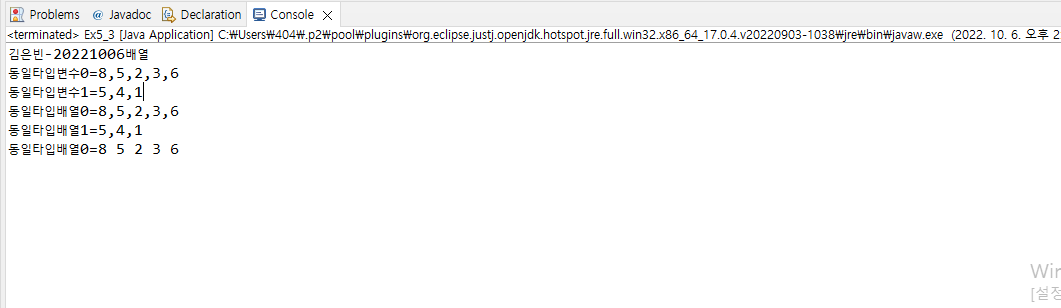 Problems @ Javadoc Declaration Console
<terminated> Ex5_3 [Java Application] C:₩Users₩404₩.p2₩pool₩plugins₩org.eclipse.justj.openjdk.hotspot.jre.full.win32.x86_64_17.0.4.v20220903-1038₩jre₩bin₩javaw.exe (2022. 10. 6. 오후 2
김은빈-20221006배열
동일타입변수0=8,5,2,3,6
동일타입변수1=5,4,1
동일타입배열0=8,5,2,3,6
동일타입배열1=5,4,1
동일타입배열0=8 5 2 3 6
Win
[설정